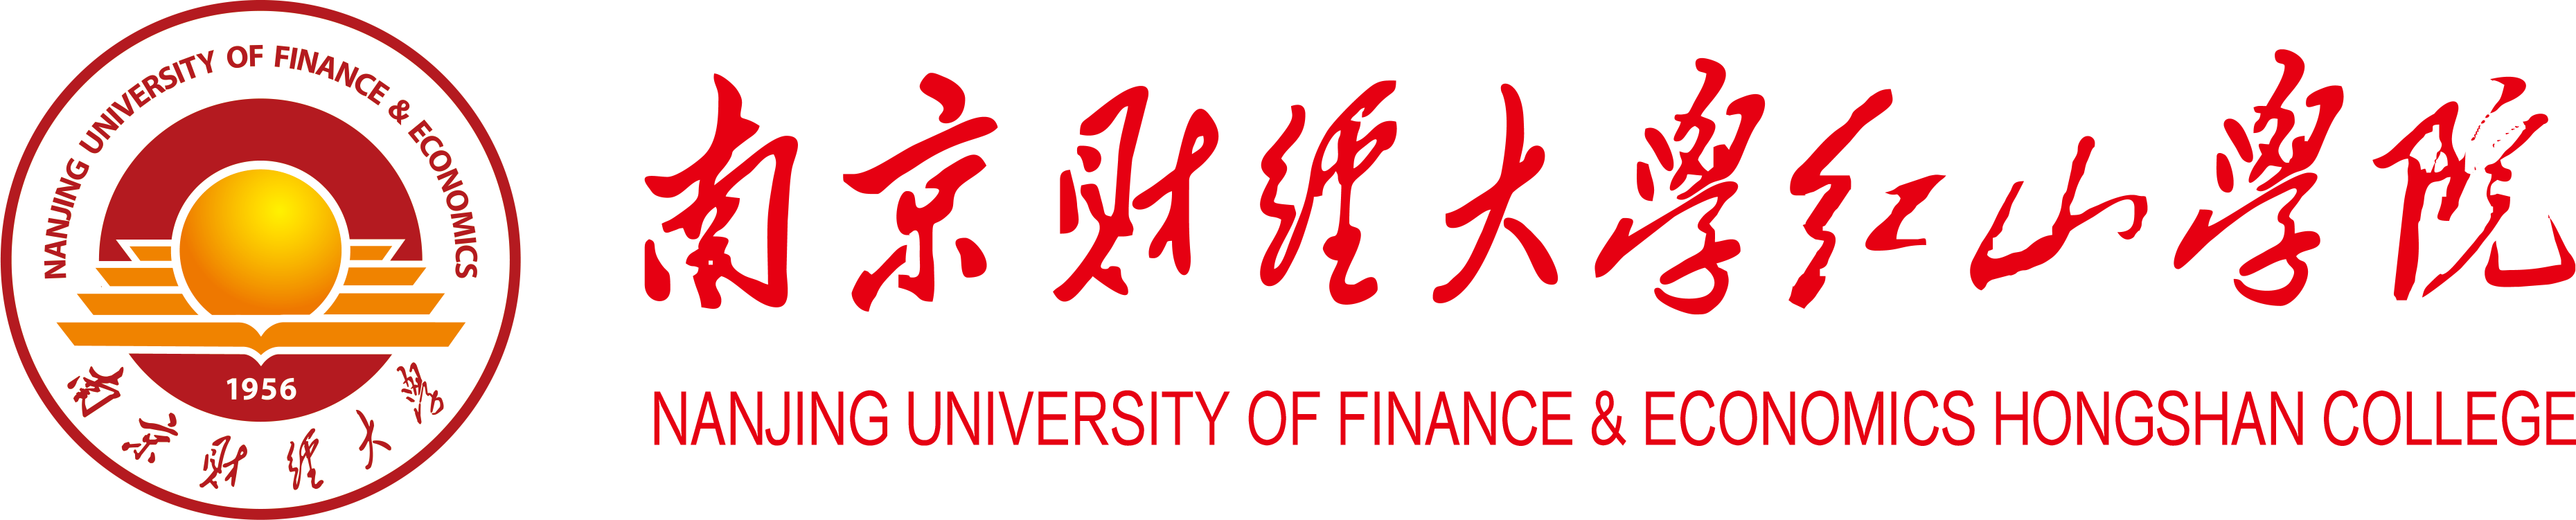 NANJING UNIVERSITY OF FINANCE & ECONOMICS
1956
南京财经大學
南京财经大學红山學院
NANJING UNIVERSITY OF FINANCE & ECONOMICS HONGSHAN COLLEGE